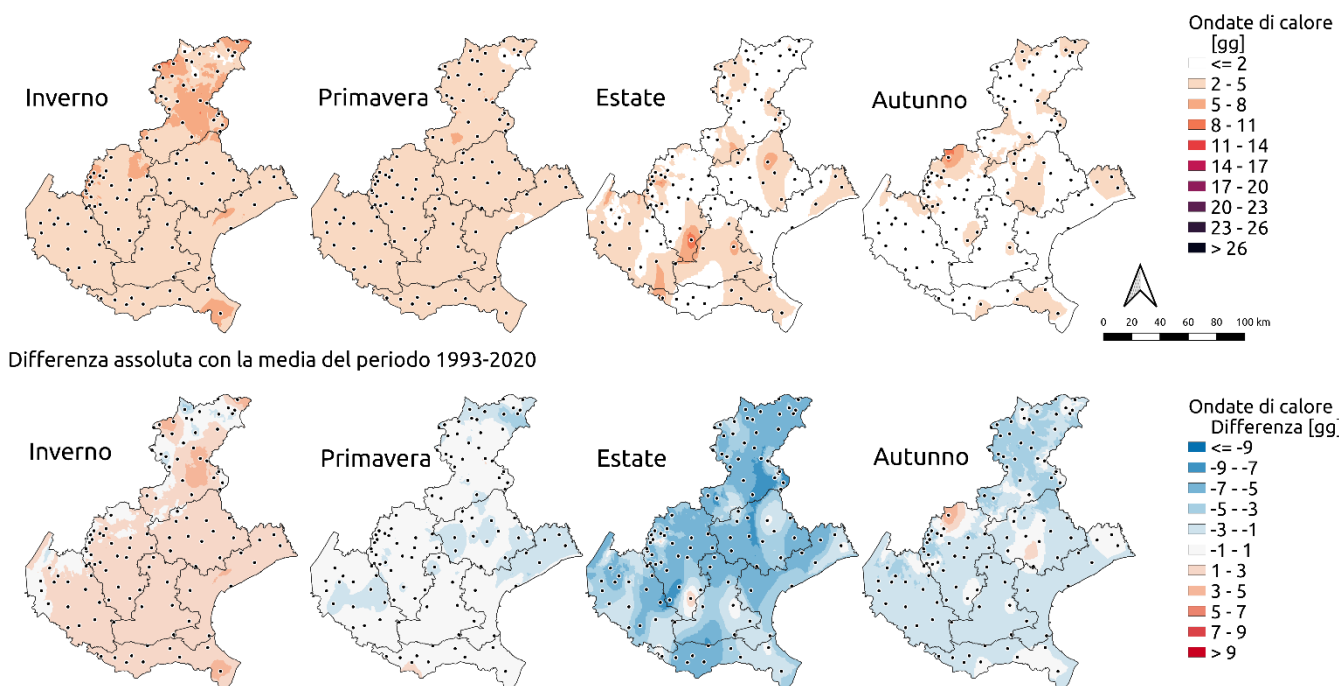 Inverno
Primavera
Estate
Autunno
Ondate di calore
[gg]
<= 2
2 - 5
5 - 8
8 - 11
11 - 14
14 - 17
17 - 20
20 - 23
23 - 26
> 26
0 20 40 60 80 100 km
Differenza assoluta con la media del periodo 1993-2020
Inverno
Primavera
Estate
Autunno
Ondate di calore
Differenza [gg]
<= -9
-9 - -7
-7 - -5
-5 - -3
-3 - -1
-1 - 1
1 - 3
3 - 5
5 - 7
7 - 9
> 9